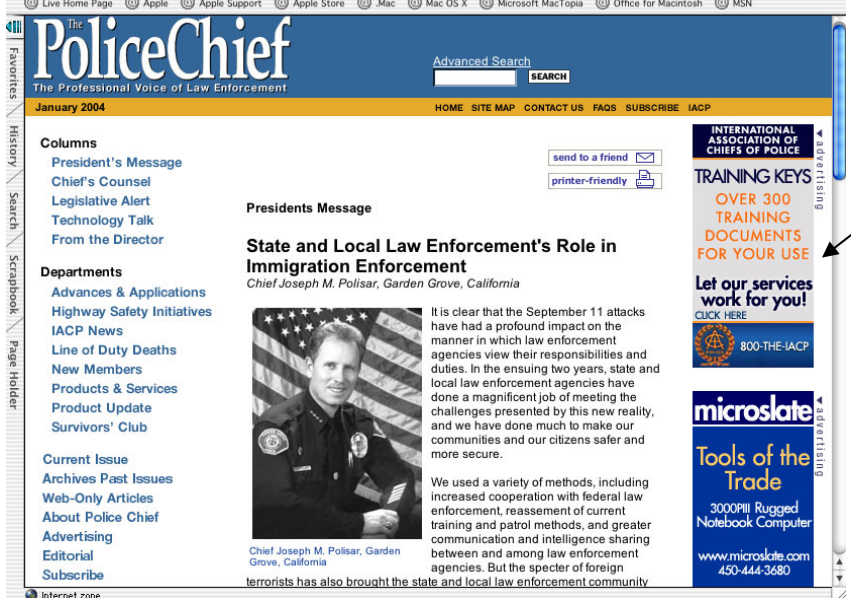 Live Home Page Apple Apple Support Apple Store .Mac Mac OS X Microsoft MacTopia Office for Macintosh MSN
Favorites
History
Search
Scrapbook
Page Holder
The
PoliceChief
The Professional Voice of Law Enforcement
Advanced Search
SEARCH
January 2004
HOME SITE MAP CONTACT US FAQS SUBSCRIBE IACP
Columns
President's Message
Chief's Counsel
Legislative Alert
Technology Talk
From the Director
Departments
Advances & Applications
Highway Safety Initiatives
IACP News
Line of Duty Deaths
New Members
Products & Services
Product Update
Survivors' Club
Current Issue
Archives Past Issues
Web-Only Articles
About Police Chief
Advertising
Editorial
Subscribe
send to a friend
printer-friendly
Presidents Message
State and Local Law Enforcement's Role in
Immigration Enforcement
Chief Joseph M. Polisar, Garden Grove, California
It is clear that the September 11 attacks
have had a profound impact on the
manner in which law enforcement
agencies view their responsibilities and
duties. In the ensuing two years, state and
local law enforcement agencies have
done a magnificent job of meeting the
challenges presented by this new reality,
and we have done much to make our
communities and our citizens safer and
more secure.
We used a variety of methods, including
increased cooperation with federal law
enforcement, reassement of current
training and patrol methods, and greater
communication and intelligence sharing
between and among law enforcement
agencies. But the specter of foreign
terrorists has also brought the state and local law enforcement community
Chief Joseph M. Polisar, Garden
Grove, California
INTERNATIONAL
ASSOCIATION OF
CHIEFS OF POLICE
TRAINING KEYS
OVER 300
TRAINING
DOCUMENTS
FOR YOUR USE
Let our services
work for you!
CLICK HERE
800-THE-IACP
advertising
microslate
Tools of the
Trade
3000PIII Rugged
Notebook Computer
www.microslate.com
450-444-3680
advertising
Internet zone